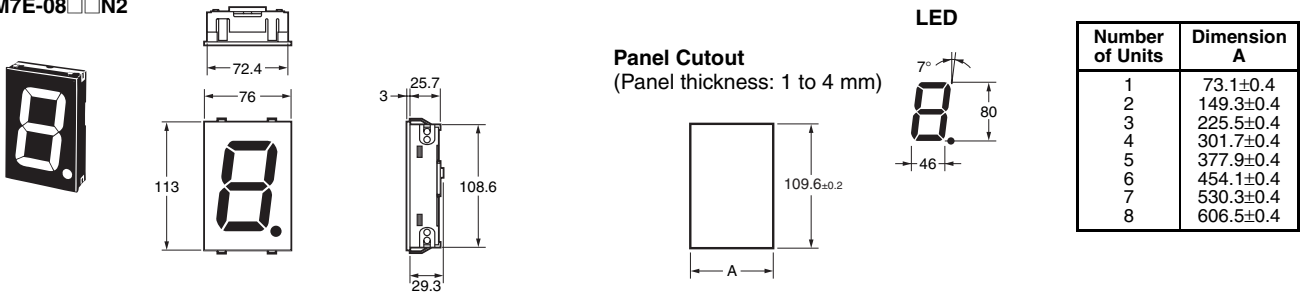 M7E-08□□N2
72.4
76
113
3
25.7
108.6
29.3
Panel Cutout
(Panel thickness: 1 to 4 mm)
109.6±0.2
A
LED
7°
80
46
Number of Units
Dimension A
1 73.1±0.4
2 149.3±0.4
3 225.5±0.4
4 301.7±0.4
5 377.9±0.4
6 454.1±0.4
7 530.3±0.4
8 606.5±0.4